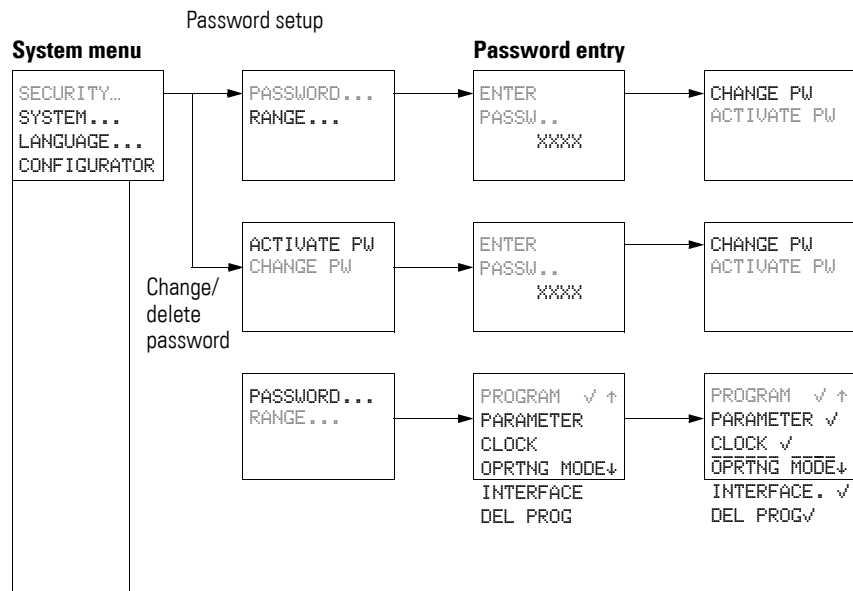 Password setup
System menu
Password entry
SECURITY…
SYSTEM...
LANGUAGE...
CONFIGURATOR
PASSWORD...
RANGE...
ENTER
PASSW..
XXXX
CHANGE PW
ACTIVATE PW
Change/
delete
password
ACTIVATE PW
CHANGE PW
ENTER
PASSW..
XXXX
CHANGE PW
ACTIVATE PW
PASSWORD...
RANGE...
PROGRAM √ ↑
PARAMETER
CLOCK
OPRTNG MODE↓
INTERFACE
DEL PROG
PROGRAM √ ↑
PARAMETER √
CLOCK √
OPRTNG MODE↓
INTERFACE. √
DEL PROG√